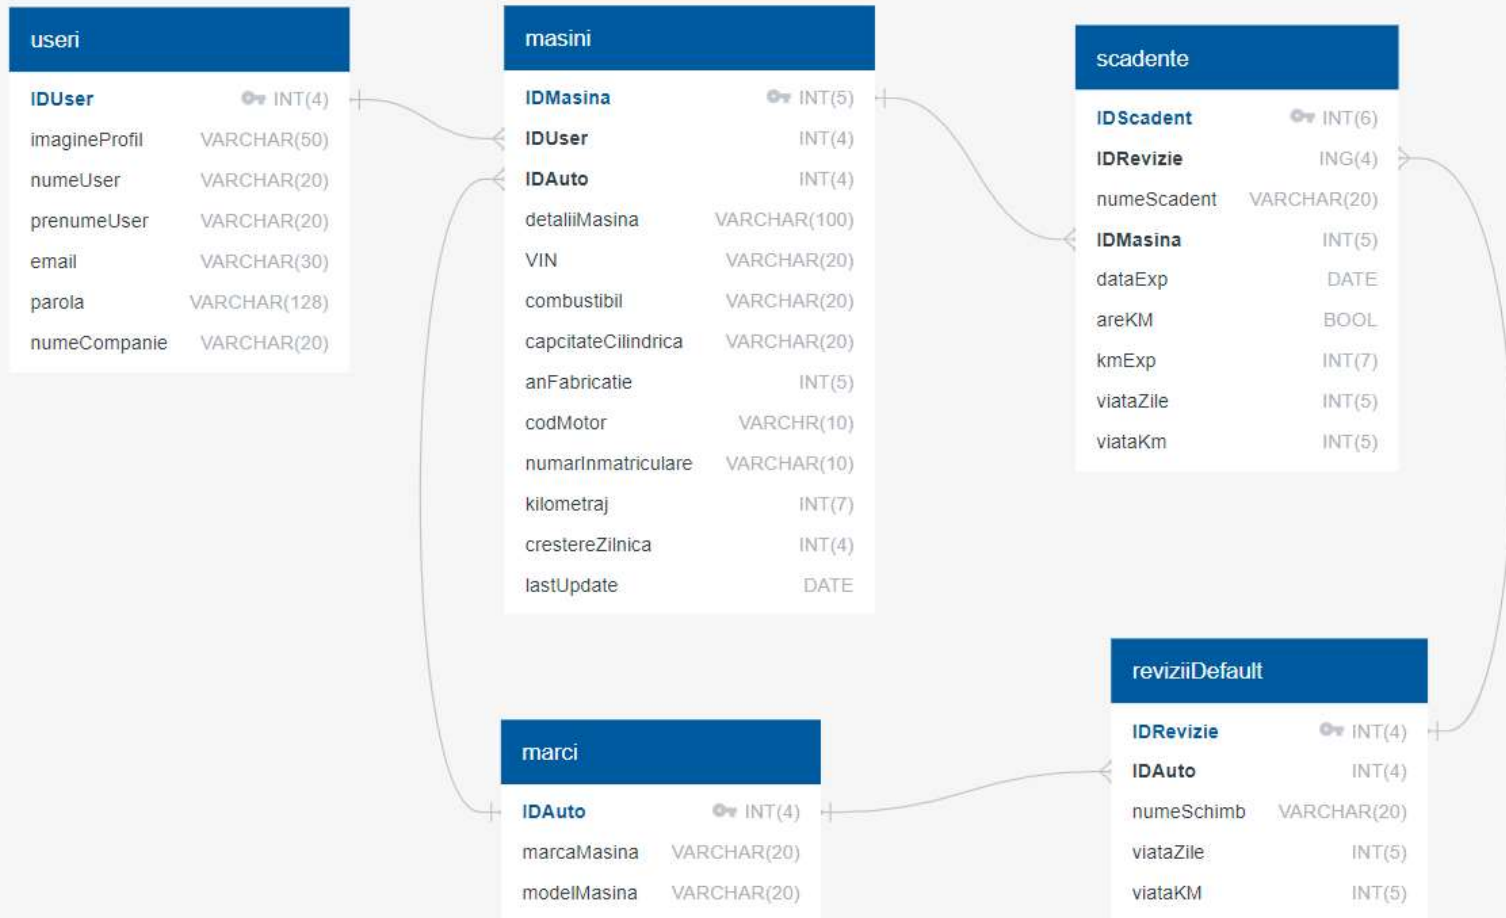 useri
IDUser INT(4)
imagineProfil VARCHAR(50)
numeUser VARCHAR(20)
prenumeUser VARCHAR(20)
email VARCHAR(30)
parola VARCHAR(128)
numeCompanie VARCHAR(20)
masini
IDMasina INT(5)
IDUser INT(4)
IDAuto INT(4)
detaliiMasina VARCHAR(100)
VIN VARCHAR(20)
combustibil VARCHAR(20)
capcitateCilindrica VARCHAR(20)
anFabricatie INT(5)
codMotor VARCHR(10)
numarInmatriculare VARCHAR(10)
kilometraj INT(7)
crestereZilnica INT(4)
lastUpdate DATE
scadente
IDScadent INT(6)
IDRevizie ING(4)
numeScadent VARCHAR(20)
IDMasina INT(5)
dataExp DATE
areKM BOOL
kmExp INT(7)
viataZile INT(5)
viataKm INT(5)
marci
IDAuto INT(4)
marcaMasina VARCHAR(20)
modelMasina VARCHAR(20)
reviziiDefault
IDRevizie INT(4)
IDAuto INT(4)
numeSchimb VARCHAR(20)
viataZile INT(5)
viataKM INT(5)